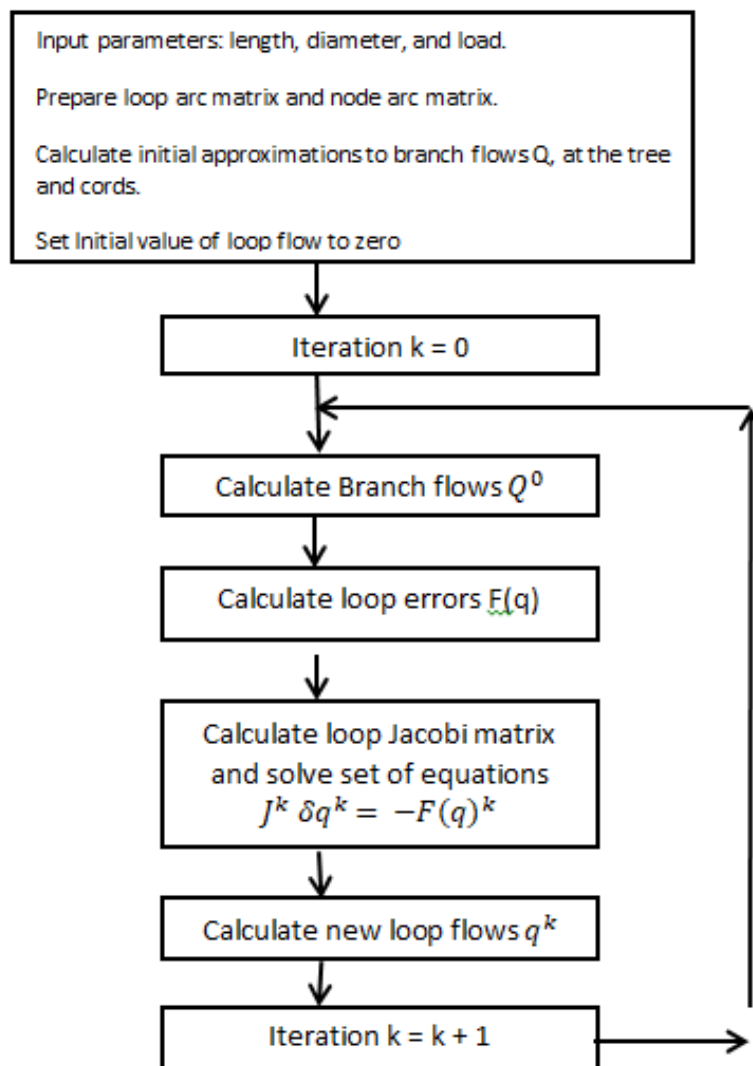 Input parameters: length, diameter, and load.
Prepare loop arc matrix and node arc matrix.
Calculate initial approximations to branch flows Q, at the tree
and cords.
Set Initial value of loop flow to zero
Iteration k = 0
Calculate Branch flows Q⁰
Calculate loop errors F(q)
Calculate loop Jacobi matrix
and solve set of equations
Jᵏ δqᵏ = −F(q)ᵏ
Calculate new loop flows qᵏ
Iteration k = k + 1